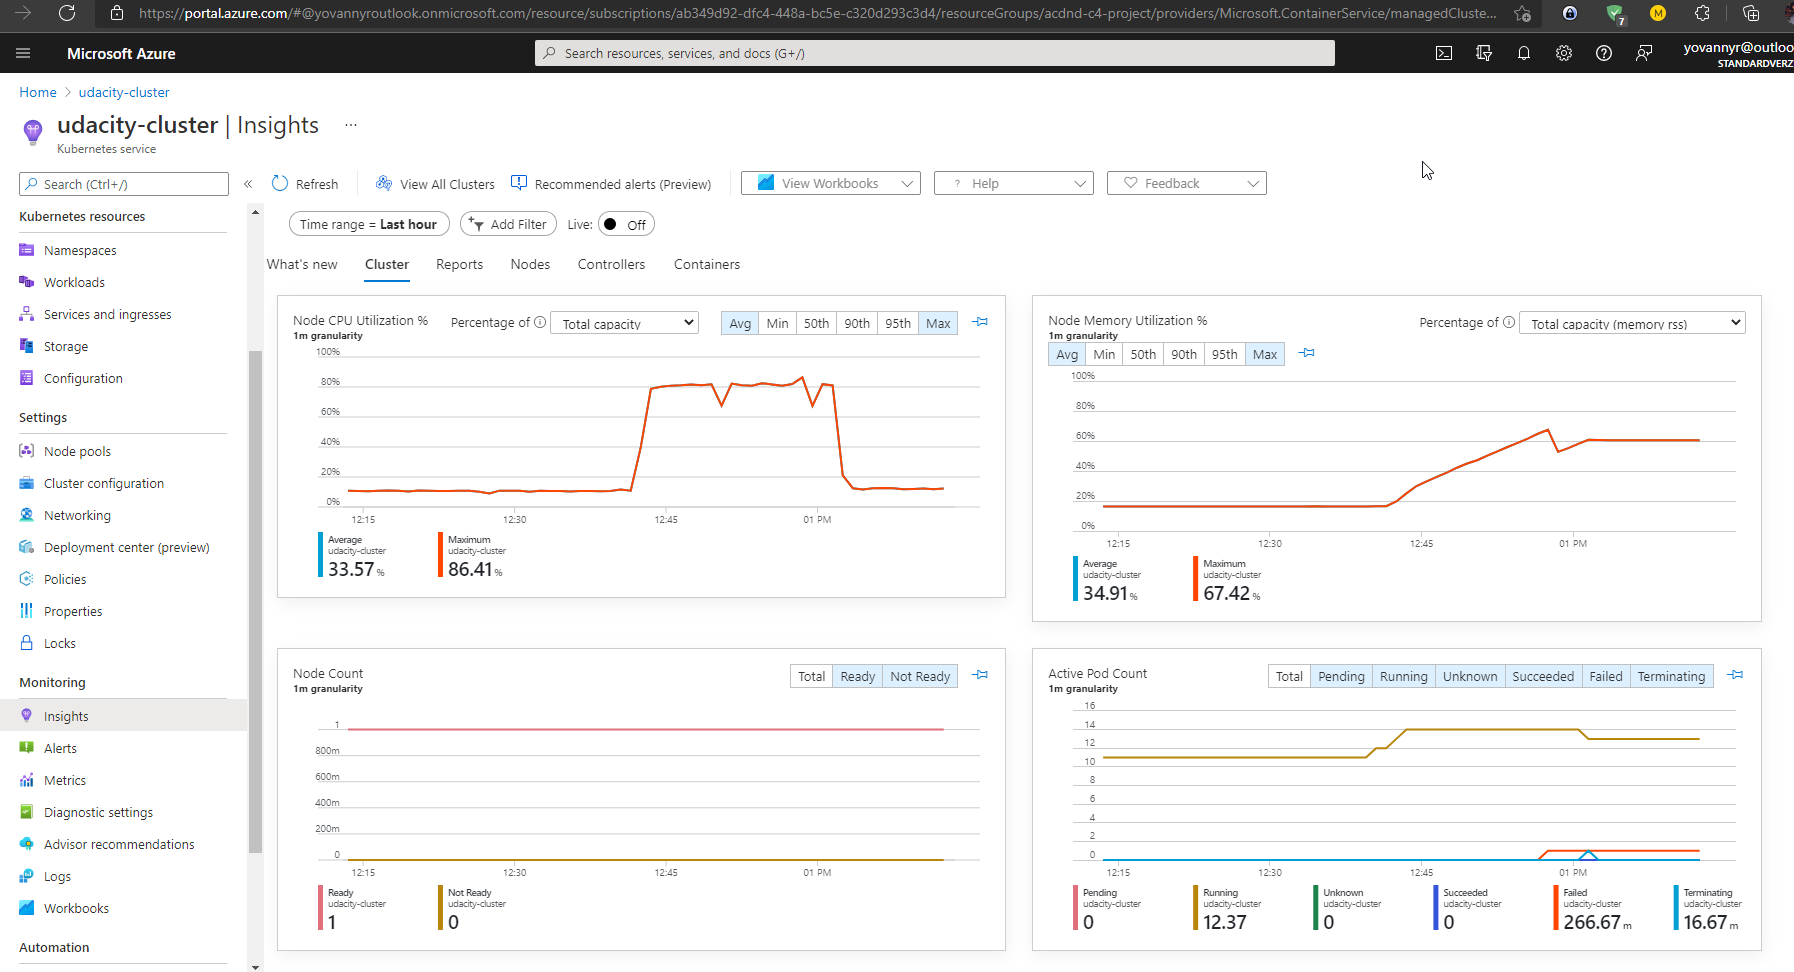 https://portal.azure.com/#@yovannyroutlook.onmicrosoft.com/resource/subscriptions/ab349d92-dfc4-448a-bc5e-c320d293c3d4/resourceGroups/acdnd-c4-project/providers/Microsoft.ContainerService/managedCluste...
7
M
Microsoft Azure
Search resources, services, and docs (G+/)
yovannyr@outloo
STANDARDVERZ
Home > udacity-cluster
udacity-cluster | Insights ...
Kubernetes service
Search (Ctrl+/)
«
Refresh
View All Clusters
Recommended alerts (Preview)
View Workbooks
? Help
Feedback
Time range = Last hour
Add Filter
Live: Off
What's new
Cluster
Reports
Nodes
Controllers
Containers
Kubernetes resources
Namespaces
Workloads
Services and ingresses
Storage
Configuration
Settings
Node pools
Cluster configuration
Networking
Deployment center (preview)
Policies
Properties
Locks
Monitoring
Insights
Alerts
Metrics
Diagnostic settings
Advisor recommendations
Logs
Workbooks
Automation
Node CPU Utilization %
1m granularity
Percentage of Total capacity
Avg Min 50th 90th 95th Max
100%
80%
60%
40%
20%
0%
12:15 12:30 12:45 01 PM
Average
udacity-cluster
33.57 %
Maximum
udacity-cluster
86.41 %
Node Memory Utilization %
1m granularity
Percentage of Total capacity (memory rss)
Avg Min 50th 90th 95th Max
100%
80%
60%
40%
20%
0%
12:15 12:30 12:45 01 PM
Average
udacity-cluster
34.91 %
Maximum
udacity-cluster
67.42 %
Node Count
1m granularity
Total Ready Not Ready
1
800m
600m
400m
200m
0
12:15 12:30 12:45 01 PM
Ready
udacity-cluster
1
Not Ready
udacity-cluster
0
Active Pod Count
1m granularity
Total Pending Running Unknown Succeeded Failed Terminating
16
14
12
10
8
6
4
2
0
12:15 12:30 12:45 01 PM
Pending
udacity-cluster
0
Running
udacity-cluster
12.37
Unknown
udacity-cluster
0
Succeeded
udacity-cluster
0
Failed
udacity-cluster
266.67 m
Terminating
udacity-cluster
16.67 m